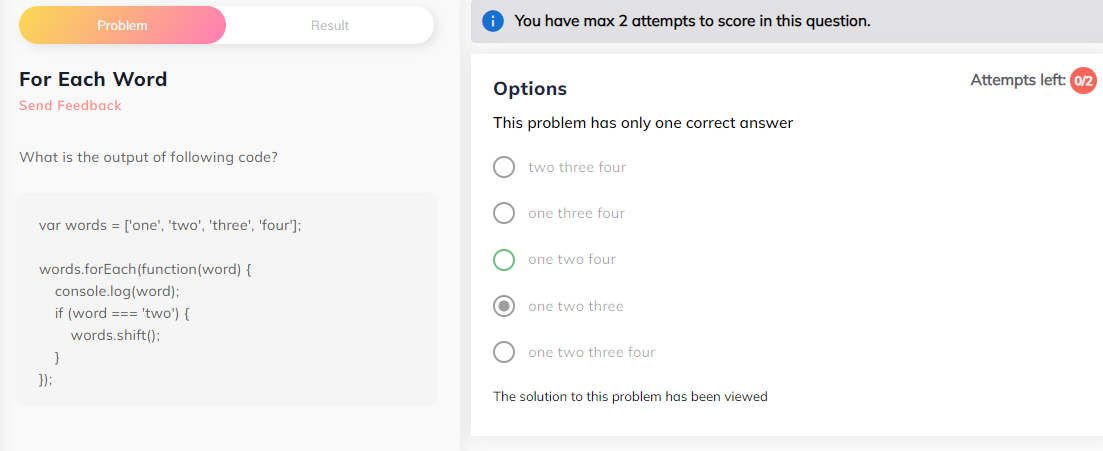 Problem
Result
For Each Word
Send Feedback
What is the output of following code?
var words = ['one', 'two', 'three', 'four'];
words.forEach(function(word) {
console.log(word);
if (word === 'two') {
words.shift();
}
});
You have max 2 attempts to score in this question.
Options
Attempts left: 0/2
This problem has only one correct answer
two three four
one three four
one two four
one two three
one two three four
The solution to this problem has been viewed